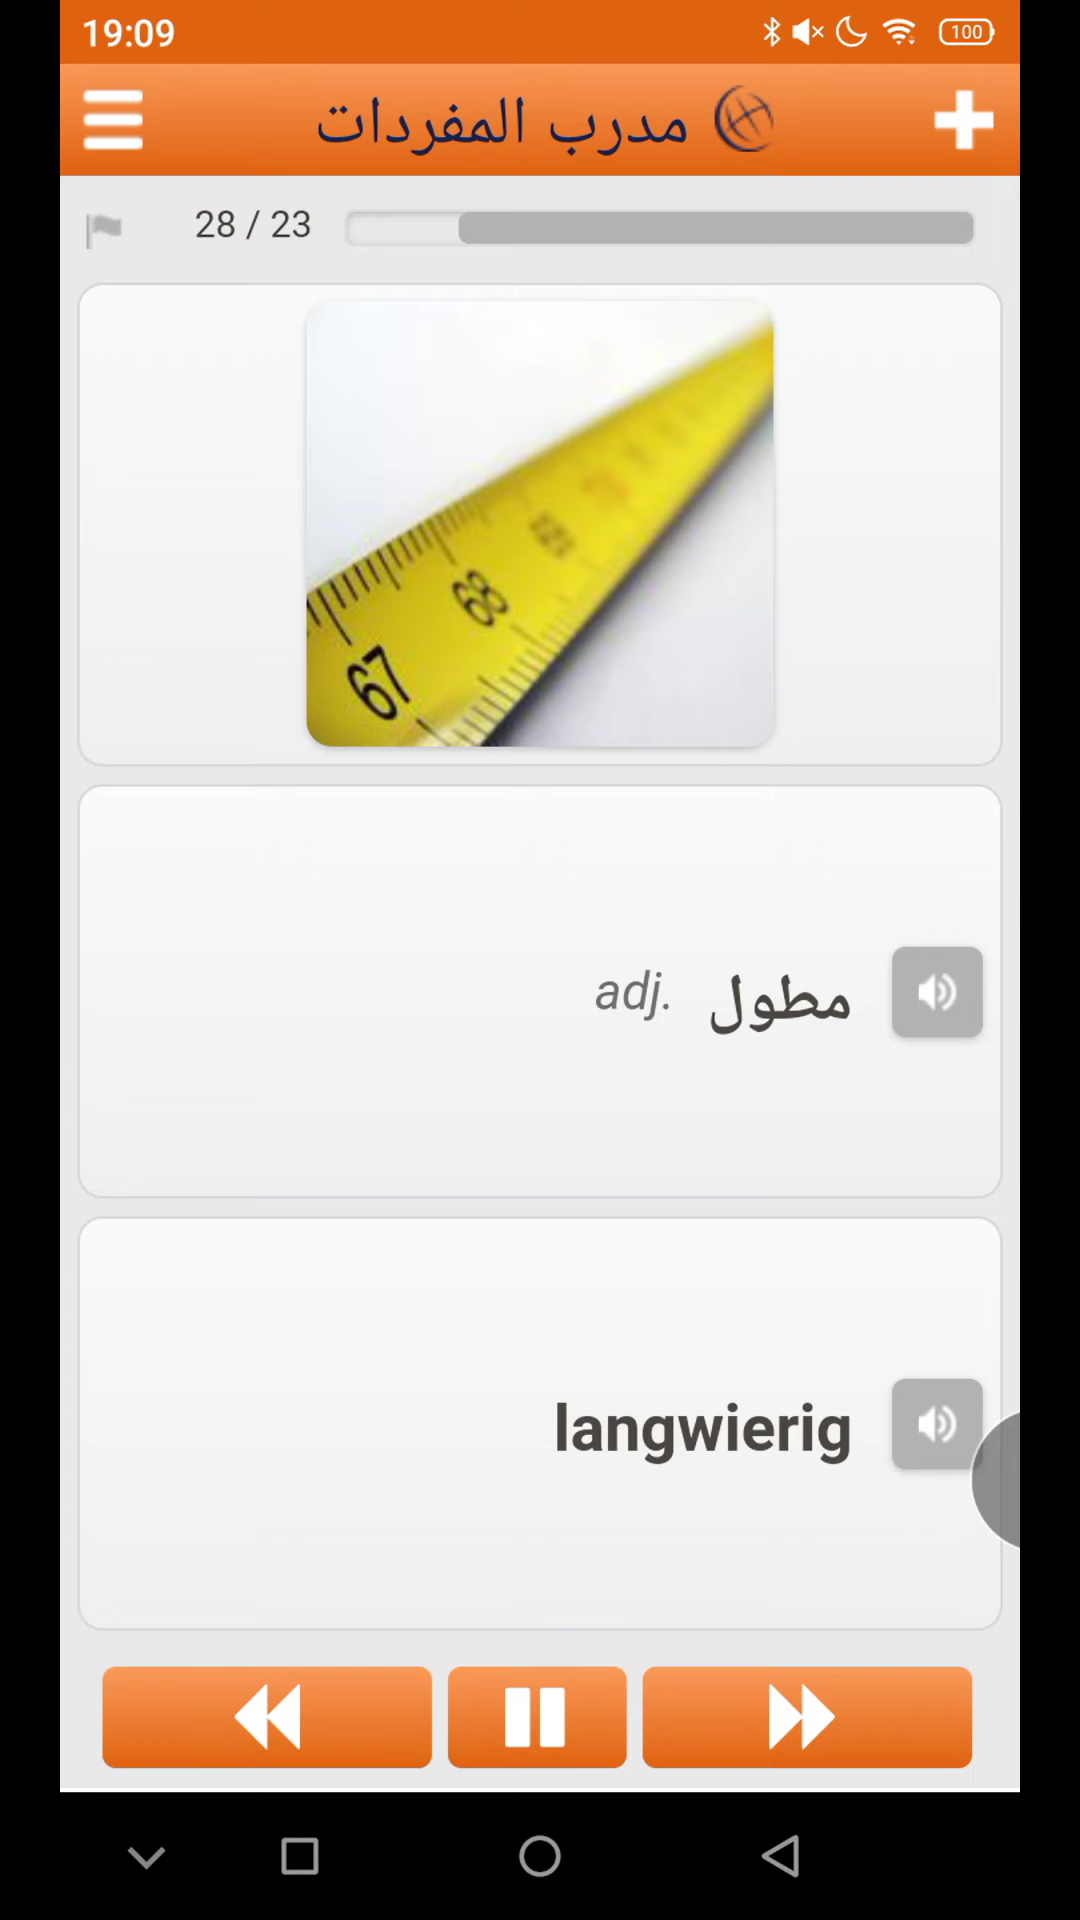 19:09
100
مدرب المفردات
28 / 23
67
68
مطول adj.
langwierig